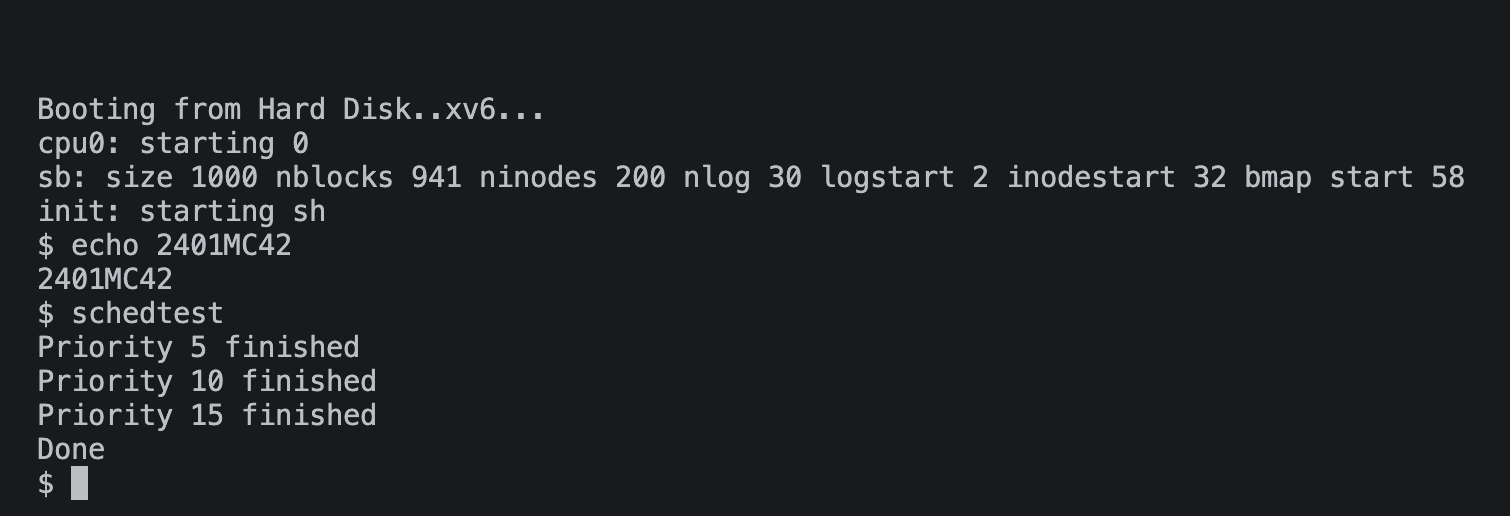 Booting from Hard Disk..xv6...
cpu0: starting 0
sb: size 1000 nblocks 941 ninodes 200 nlog 30 logstart 2 inodestart 32 bmap start 58
init: starting sh
$ echo 2401MC42
2401MC42
$ schedtest
Priority 5 finished
Priority 10 finished
Priority 15 finished
Done
$